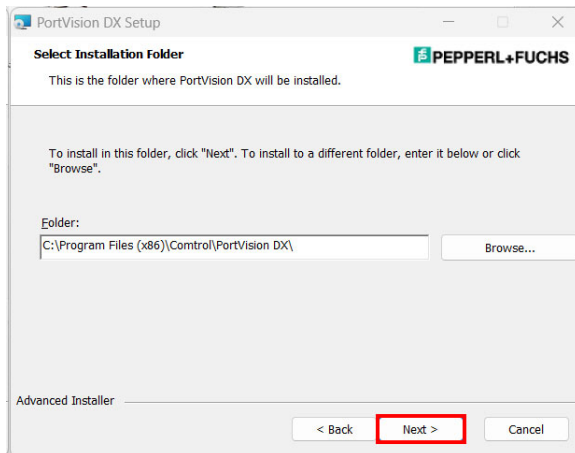 PortVision DX Setup
Select Installation Folder
PEPPERL+FUCHS
This is the folder where PortVision DX will be installed.
To install in this folder, click "Next". To install to a different folder, enter it below or click
"Browse".
Folder:
C:\Program Files (x86)\Comtrol\PortVision DX\
Browse...
Advanced Installer
< Back
Next >
Cancel